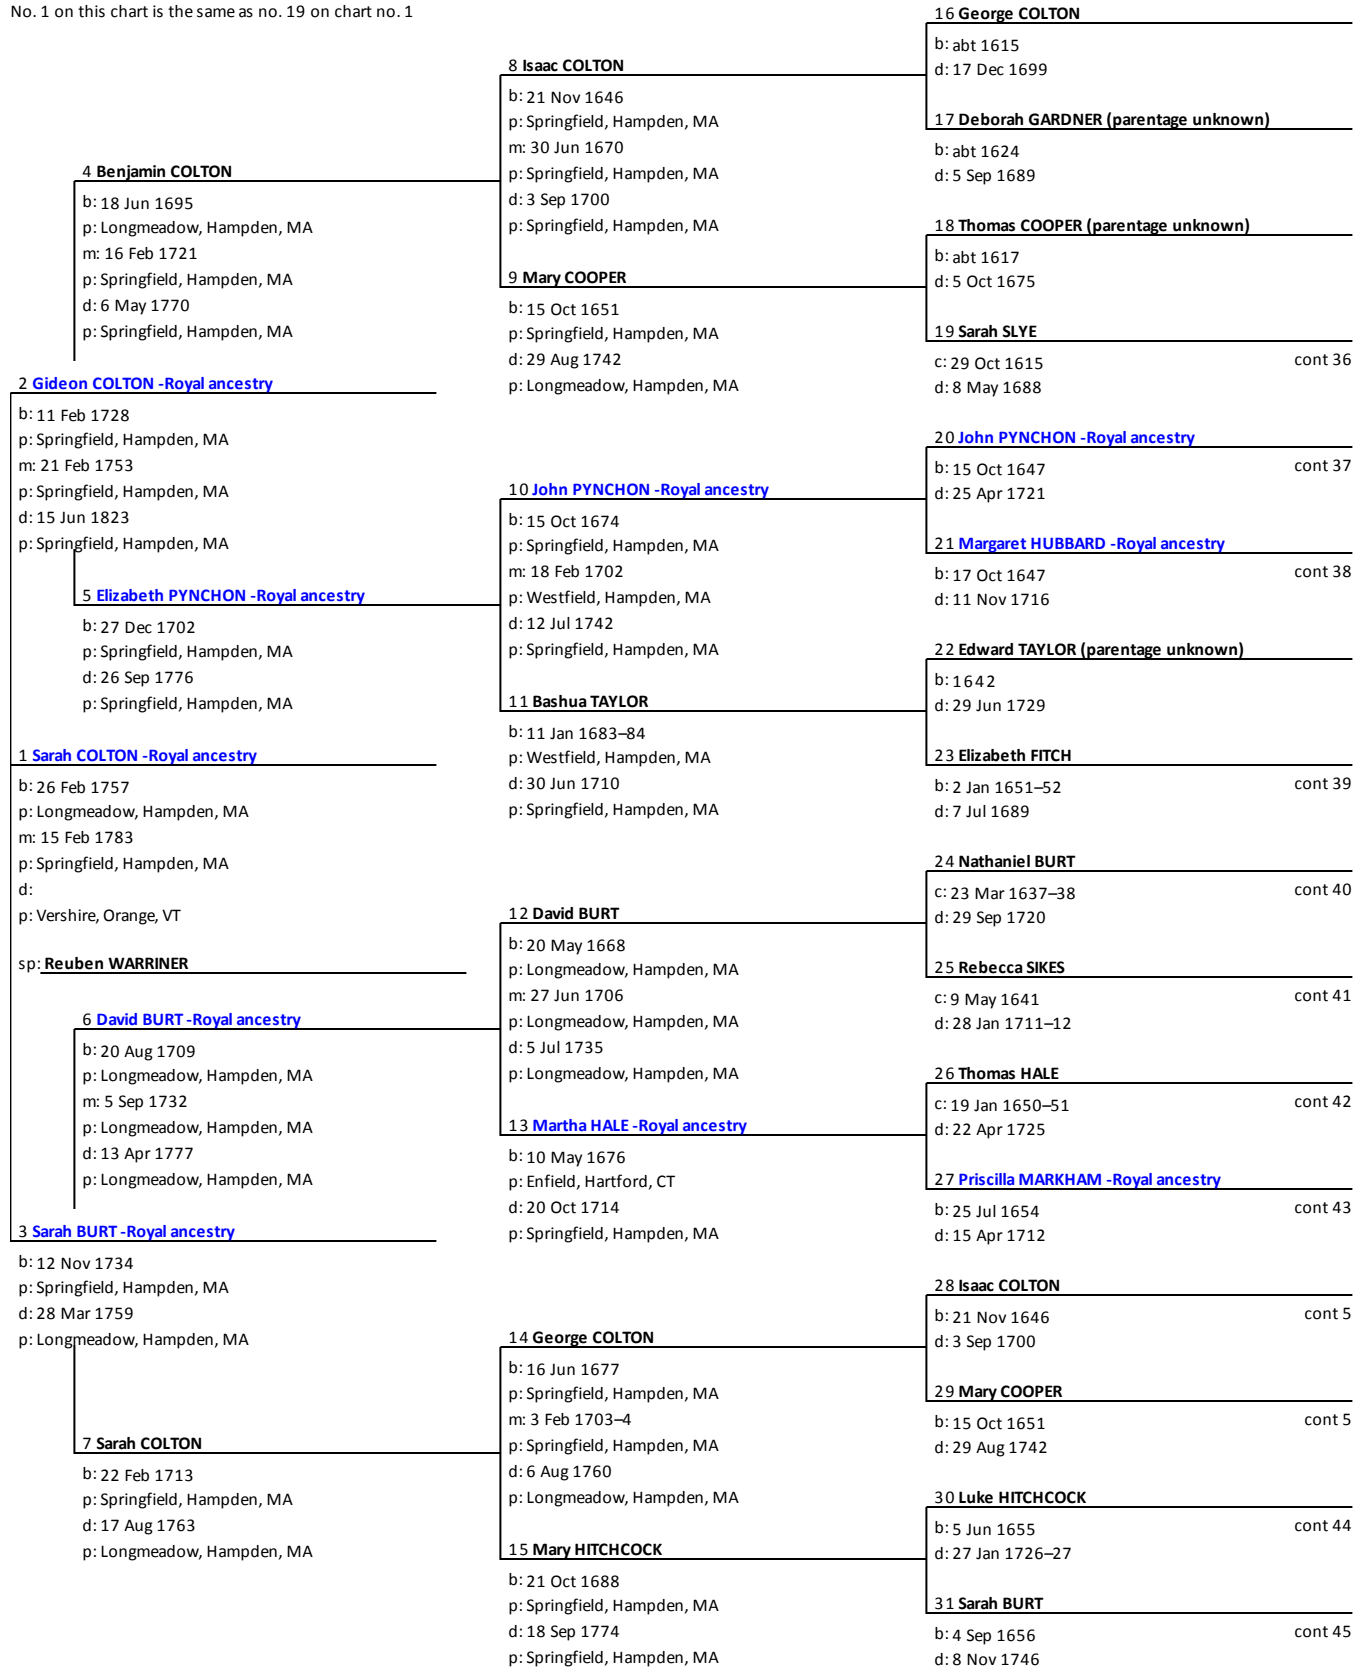 No. 1 on this chart is the same as no. 19 on chart no. 1
4 Benjamin COLTON
b: 18 Jun 1695
p: Longmeadow, Hampden, MA
m: 16 Feb 1721
p: Springfield, Hampden, MA
d: 6 May 1770
p: Springfield, Hampden, MA
2 Gideon COLTON -Royal ancestry
b: 11 Feb 1728
p: Springfield, Hampden, MA
m: 21 Feb 1753
p: Springfield, Hampden, MA
d: 15 Jun 1823
p: Springfield, Hampden, MA
5 Elizabeth PYNCHON -Royal ancestry
b: 27 Dec 1702
p: Springfield, Hampden, MA
d: 26 Sep 1776
p: Springfield, Hampden, MA
1 Sarah COLTON -Royal ancestry
b: 26 Feb 1757
p: Longmeadow, Hampden, MA
m: 15 Feb 1783
p: Springfield, Hampden, MA
d:
p: Vershire, Orange, VT
sp: Reuben WARRINER
6 David BURT -Royal ancestry
b: 20 Aug 1709
p: Longmeadow, Hampden, MA
m: 5 Sep 1732
p: Longmeadow, Hampden, MA
d: 13 Apr 1777
p: Longmeadow, Hampden, MA
3 Sarah BURT -Royal ancestry
b: 12 Nov 1734
p: Springfield, Hampden, MA
d: 28 Mar 1759
p: Longmeadow, Hampden, MA
7 Sarah COLTON
b: 22 Feb 1713
p: Springfield, Hampden, MA
d: 17 Aug 1763
p: Longmeadow, Hampden, MA
8 Isaac COLTON
b: 21 Nov 1646
p: Springfield, Hampden, MA
m: 30 Jun 1670
p: Springfield, Hampden, MA
d: 3 Sep 1700
p: Springfield, Hampden, MA
9 Mary COOPER
b: 15 Oct 1651
p: Springfield, Hampden, MA
d: 29 Aug 1742
p: Longmeadow, Hampden, MA
10 John PYNCHON -Royal ancestry
b: 15 Oct 1674
p: Springfield, Hampden, MA
m: 18 Feb 1702
p: Westfield, Hampden, MA
d: 12 Jul 1742
p: Springfield, Hampden, MA
11 Bashua TAYLOR
b: 11 Jan 1683–84
p: Westfield, Hampden, MA
d: 30 Jun 1710
p: Springfield, Hampden, MA
12 David BURT
b: 20 May 1668
p: Longmeadow, Hampden, MA
m: 27 Jun 1706
p: Longmeadow, Hampden, MA
d: 5 Jul 1735
p: Longmeadow, Hampden, MA
13 Martha HALE -Royal ancestry
b: 10 May 1676
p: Enfield, Hartford, CT
d: 20 Oct 1714
p: Springfield, Hampden, MA
14 George COLTON
b: 16 Jun 1677
p: Springfield, Hampden, MA
m: 3 Feb 1703–4
p: Springfield, Hampden, MA
d: 6 Aug 1760
p: Longmeadow, Hampden, MA
15 Mary HITCHCOCK
b: 21 Oct 1688
p: Springfield, Hampden, MA
d: 18 Sep 1774
p: Springfield, Hampden, MA
16 George COLTON
b: abt 1615
d: 17 Dec 1699
17 Deborah GARDNER (parentage unknown)
b: abt 1624
d: 5 Sep 1689
18 Thomas COOPER (parentage unknown)
b: abt 1617
d: 5 Oct 1675
19 Sarah SLYE
c: 29 Oct 1615 cont 36
d: 8 May 1688
20 John PYNCHON -Royal ancestry
b: 15 Oct 1647 cont 37
d: 25 Apr 1721
21 Margaret HUBBARD -Royal ancestry
b: 17 Oct 1647 cont 38
d: 11 Nov 1716
22 Edward TAYLOR (parentage unknown)
b: 1642
d: 29 Jun 1729
23 Elizabeth FITCH
b: 2 Jan 1651–52 cont 39
d: 7 Jul 1689
24 Nathaniel BURT
c: 23 Mar 1637–38 cont 40
d: 29 Sep 1720
25 Rebecca SIKES
c: 9 May 1641 cont 41
d: 28 Jan 1711–12
26 Thomas HALE
c: 19 Jan 1650–51 cont 42
d: 22 Apr 1725
27 Priscilla MARKHAM -Royal ancestry
b: 25 Jul 1654 cont 43
d: 15 Apr 1712
28 Isaac COLTON
b: 21 Nov 1646 cont 5
d: 3 Sep 1700
29 Mary COOPER
b: 15 Oct 1651 cont 5
d: 29 Aug 1742
30 Luke HITCHCOCK
b: 5 Jun 1655 cont 44
d: 27 Jan 1726–27
31 Sarah BURT
b: 4 Sep 1656 cont 45
d: 8 Nov 1746